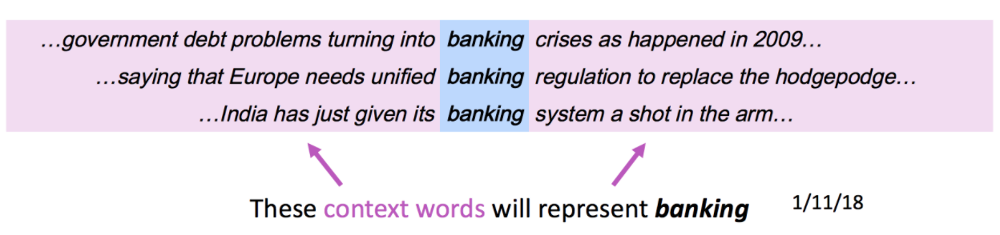 …government debt problems turning into banking crises as happened in 2009…
…saying that Europe needs unified banking regulation to replace the hodgepodge…
…India has just given its banking system a shot in the arm…
These context words will represent banking 1/11/18